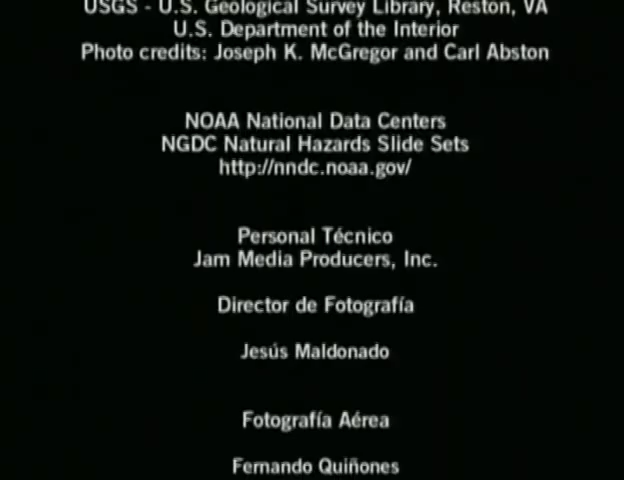 USGS - U.S. Geological Survey Library, Reston, VA
U.S. Department of the Interior
Photo credits: Joseph K. McGregor and Carl Abston
NOAA National Data Centers
NGDC Natural Hazards Slide Sets
http://nndc.noaa.gov/
Personal Técnico
Jam Media Producers, Inc.
Director de Fotografía
Jesús Maldonado
Fotografía Aérea
Fernando Quiñones